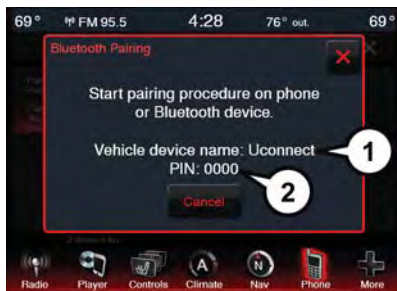 69° FM 95.5 4:28 76° out. 69°
Bluetooth Pairing
Start pairing procedure on phone
or Bluetooth device.
Vehicle device name: Uconnect
1
PIN: 0000
2
Cancel
Radio Player Controls Climate Nav Phone More
A N